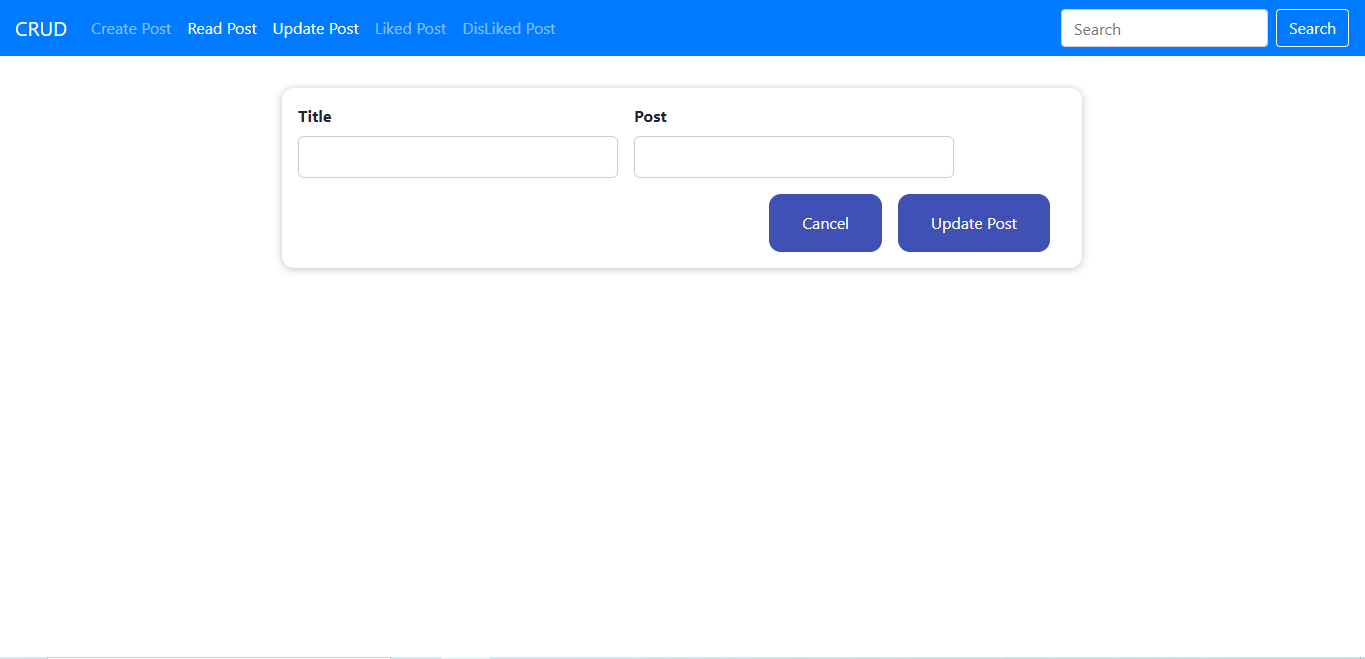 CRUD Create Post Read Post Update Post Liked Post DisLiked Post Search Search
Title Post
Cancel Update Post